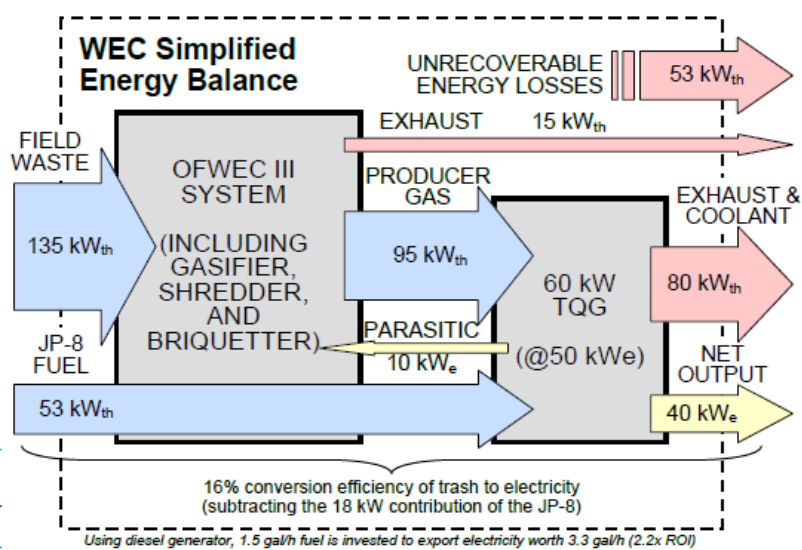 WEC Simplified
Energy Balance
UNRECOVERABLE
ENERGY LOSSES
53 kWth
EXHAUST 15 kWth
FIELD
WASTE
135 kWth
OFWEC III
SYSTEM
(INCLUDING
GASIFIER,
SHREDDER,
AND
BRIQUETTER)
PRODUCER
GAS
95 kWth
EXHAUST &
COOLANT
80 kWth
60 kW
TQG
(@50 kWe)
PARASITIC
10 kWe
JP-8
FUEL
53 kWth
NET
OUTPUT
40 kWe
16% conversion efficiency of trash to electricity
(subtracting the 18 kW contribution of the JP-8)
Using diesel generator, 1.5 gal/h fuel is invested to export electricity worth 3.3 gal/h (2.2x ROI)